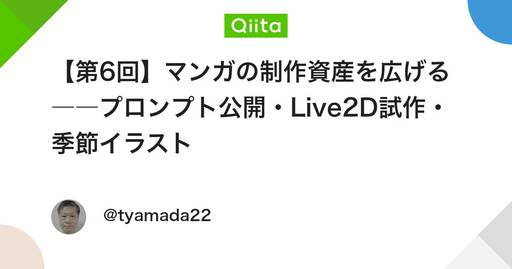 Qiita
【第6回】マンガの制作資産を広げる
――プロンプト公開・Live2D試作・
季節イラスト
@tyamada22